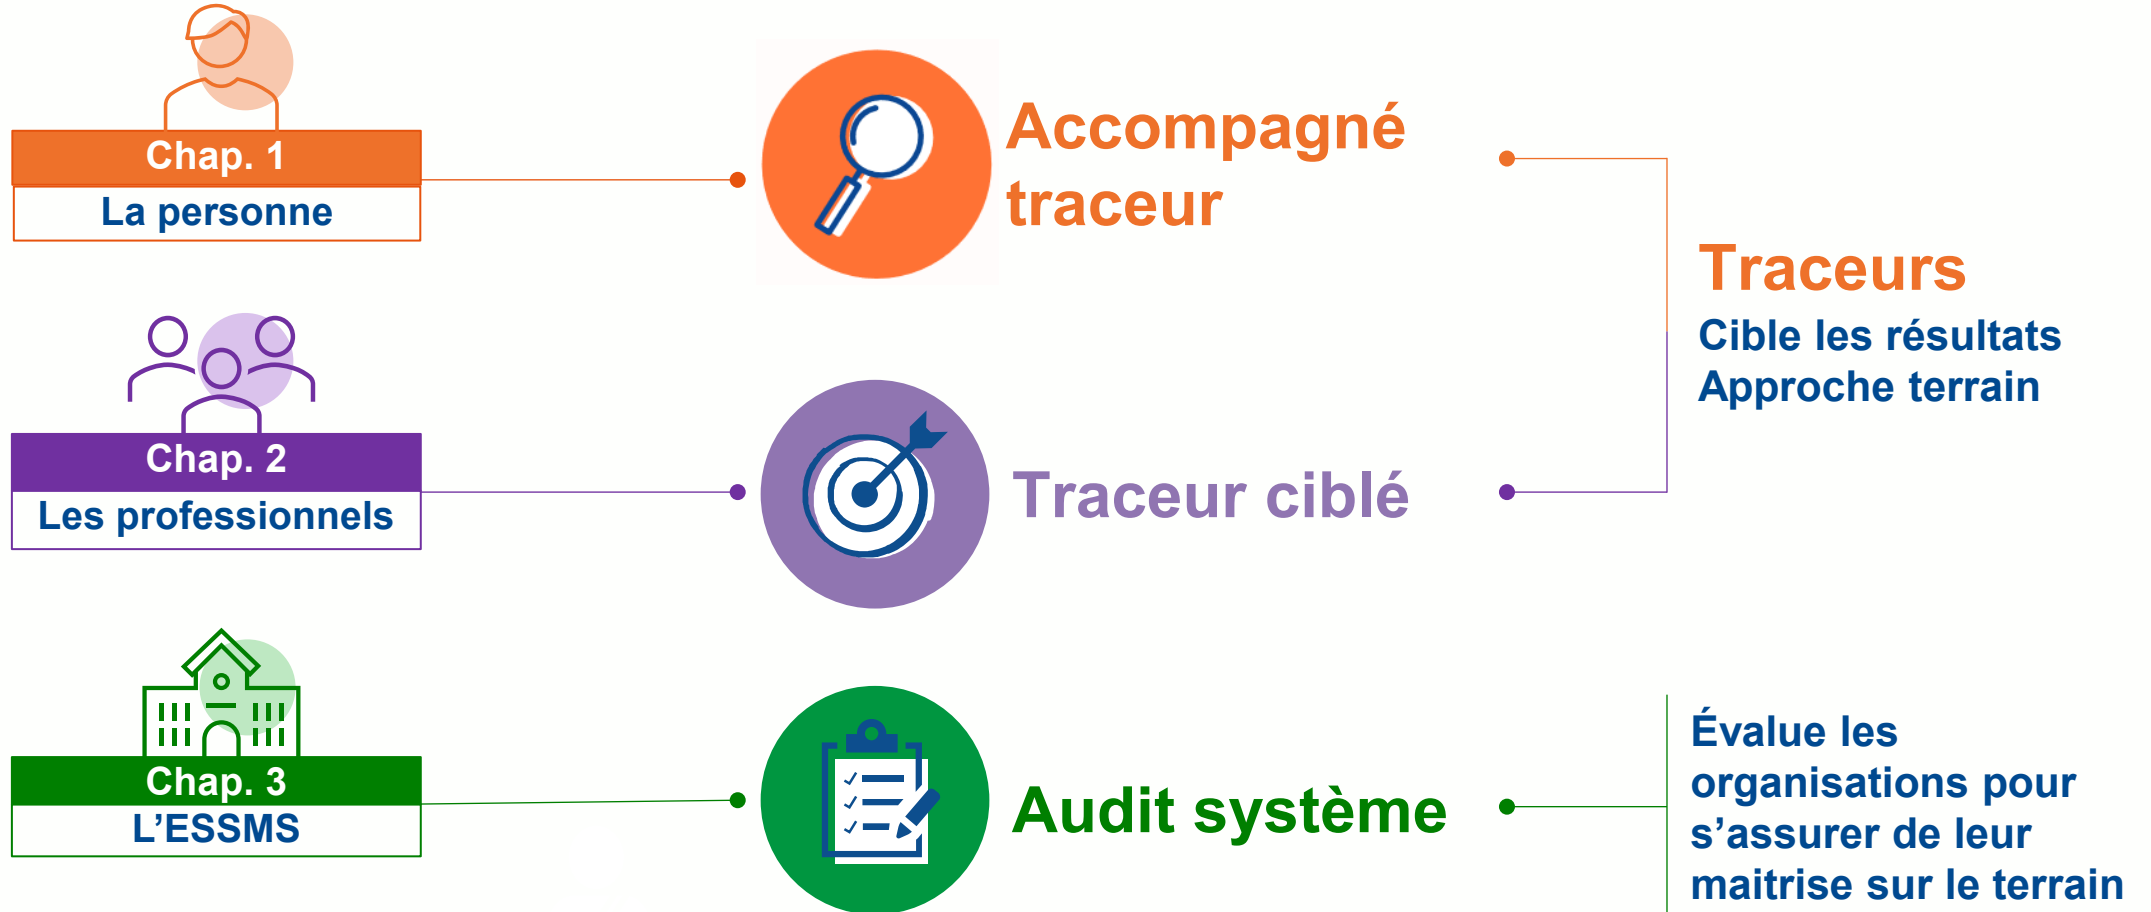 Chap. 1
La personne
Accompagné
traceur
Traceurs
Cible les résultats
Approche terrain
Chap. 2
Les professionnels
Traceur ciblé
Chap. 3
L’ESSMS
Audit système
Évalue les
organisations pour
s’assurer de leur
maitrise sur le terrain